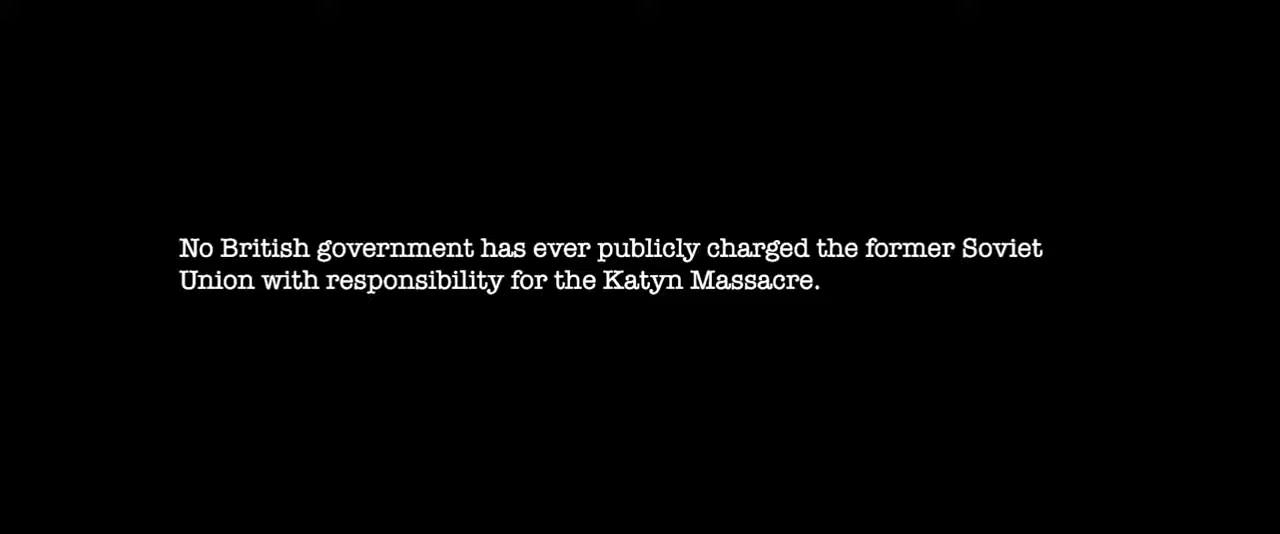 No British government has ever publicly charged the former Soviet
Union with responsibility for the Katyn Massacre.